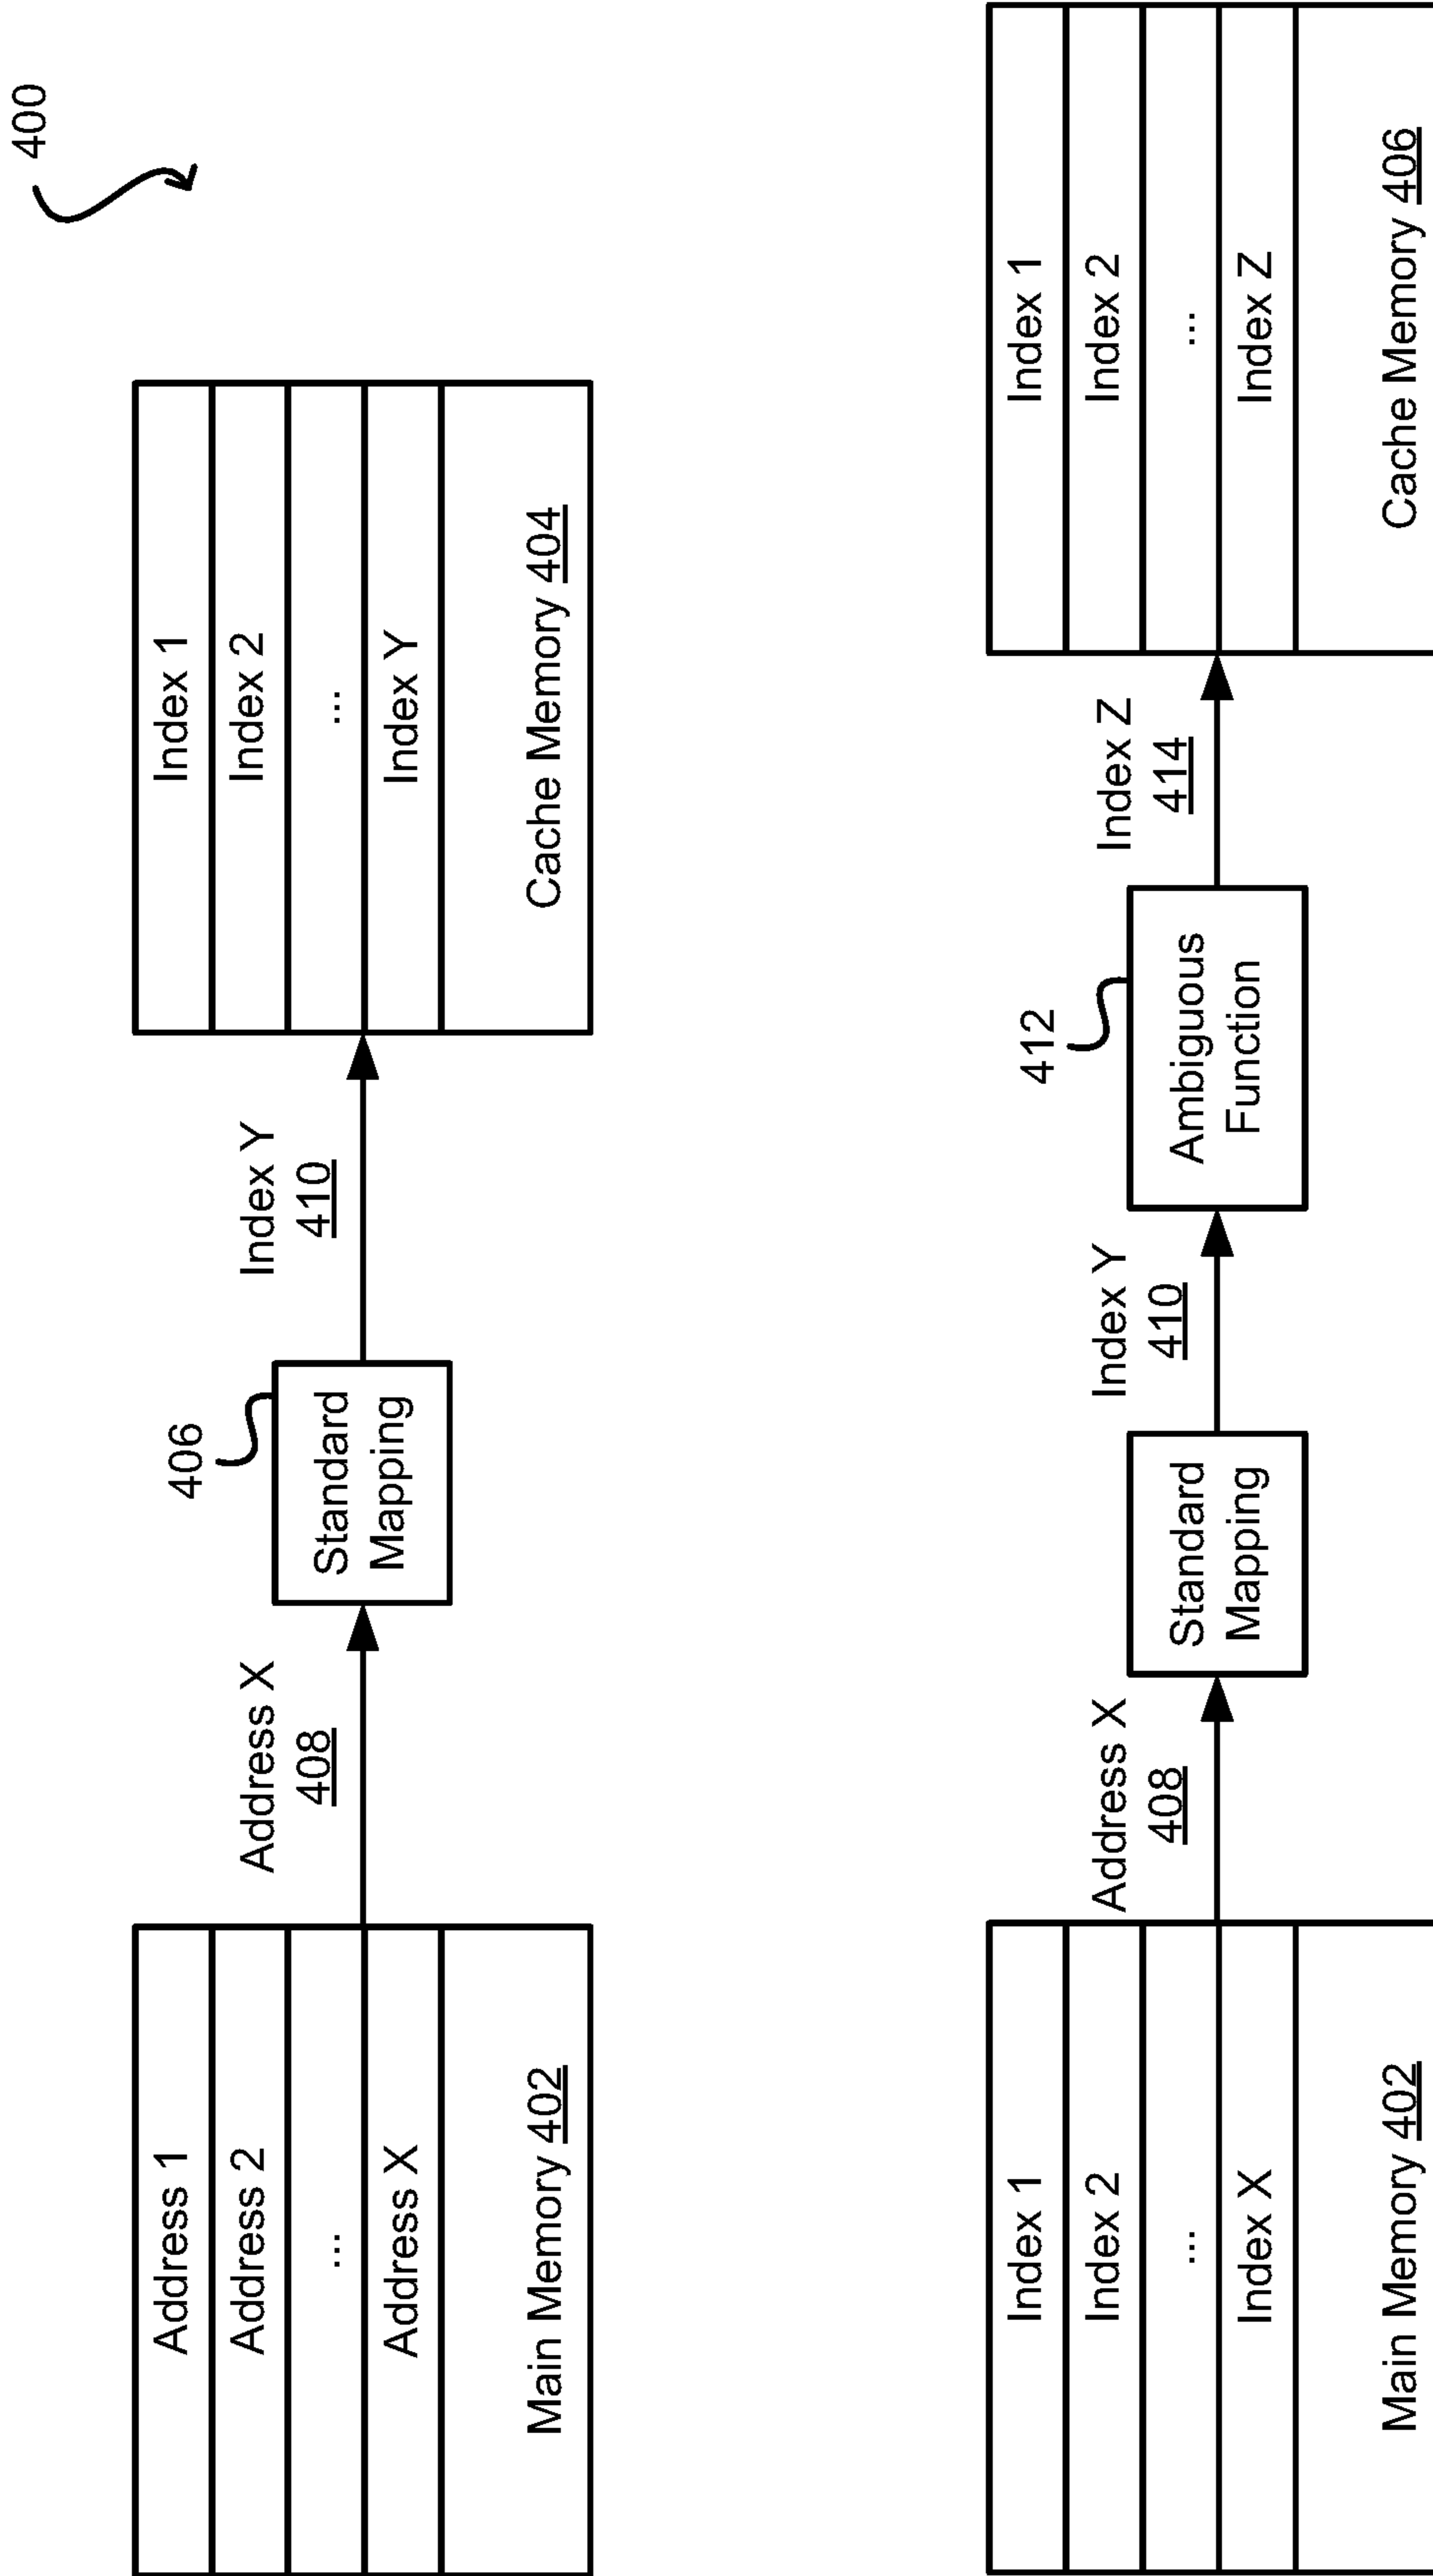 400
Address 1
Address 2
...
Address X
Main Memory 402
Address X
408
406
Standard
Mapping
Index Y
410
Index 1
Index 2
...
Index Y
Cache Memory 404
Index 1
Index 2
...
Index X
Main Memory 402
Address X
408
Standard
Mapping
Index Y
410
412
Ambiguous
Function
Index Z
414
Index 1
Index 2
...
Index Z
Cache Memory 406